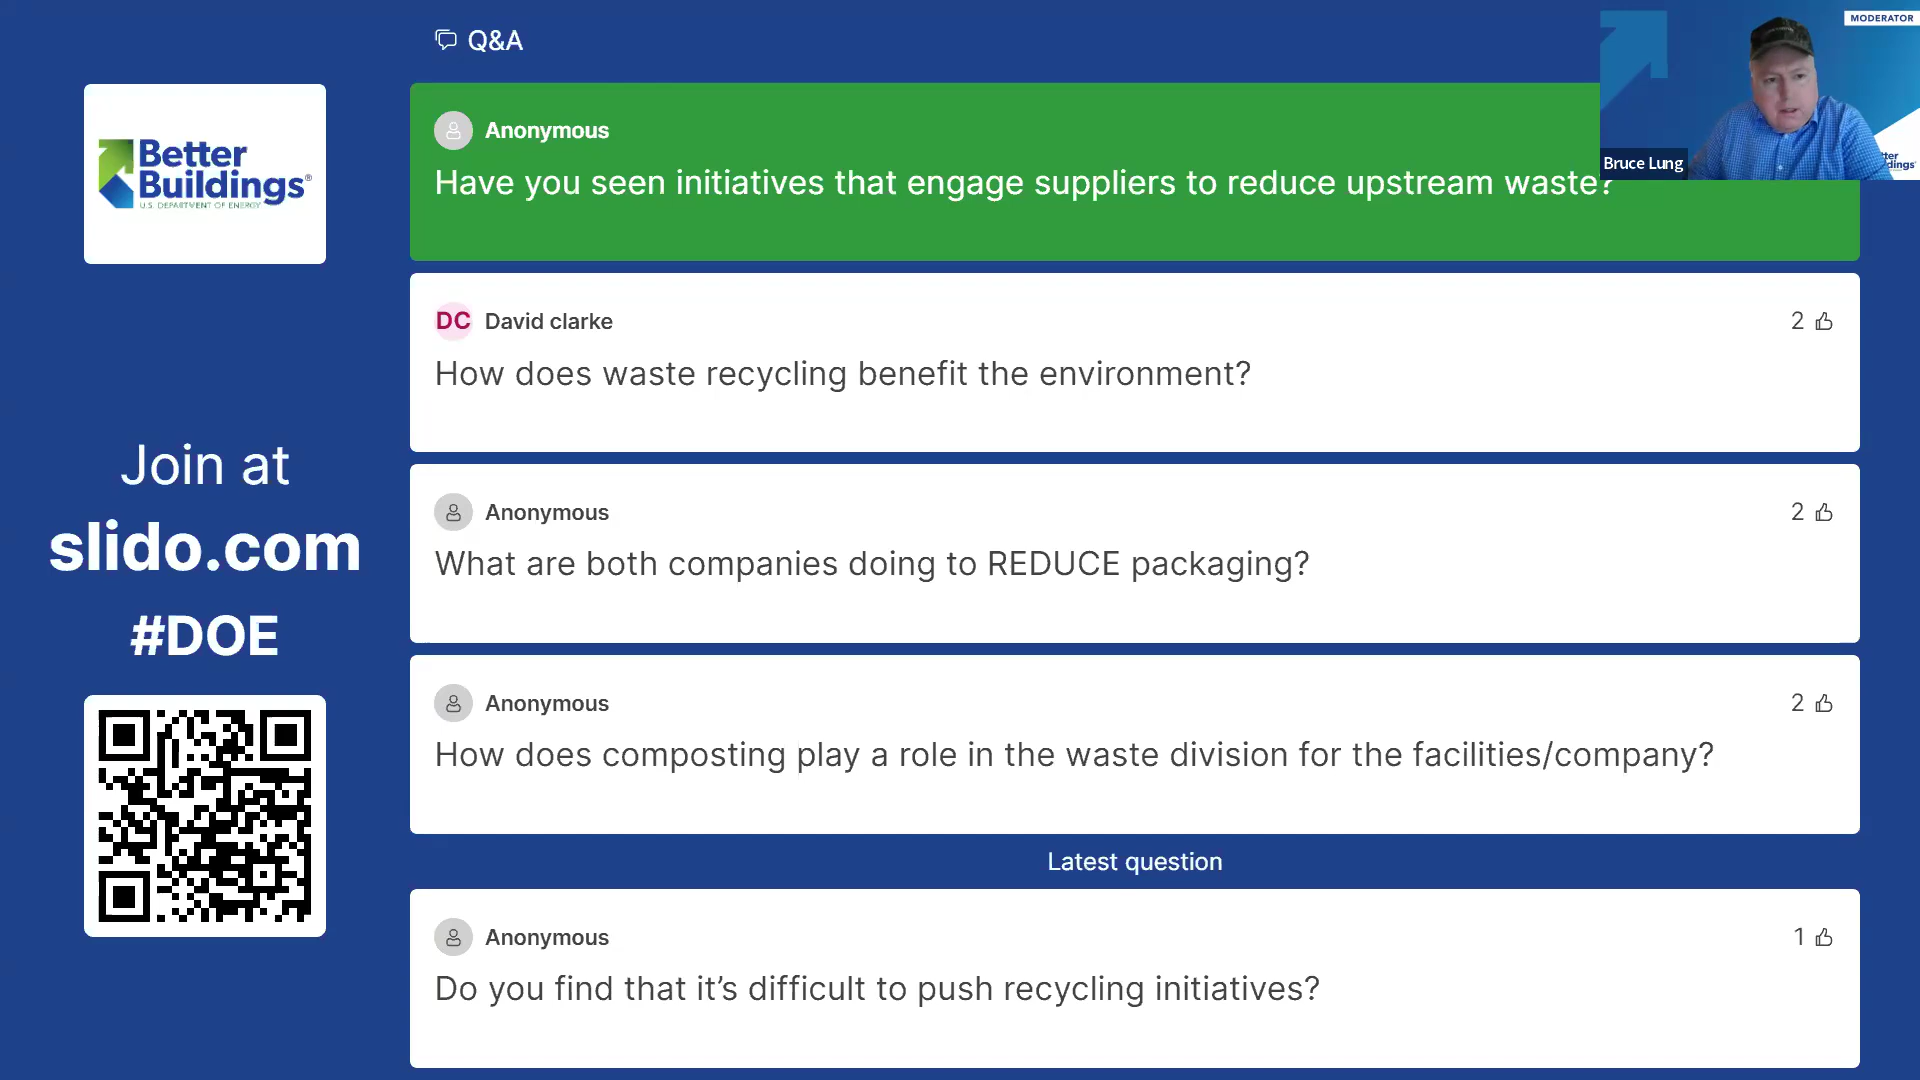 Q&A
MODERATOR
Better
Buildings®
U.S. DEPARTMENT OF ENERGY
Anonymous
Have you seen initiatives that engage suppliers to reduce upstream waste?
Bruce Lung
David clarke
DC
2
How does waste recycling benefit the environment?
Join at
slido.com
#DOE
Anonymous
2
What are both companies doing to REDUCE packaging?
Anonymous
2
How does composting play a role in the waste division for the facilities/company?
Latest question
Anonymous
1
Do you find that it’s difficult to push recycling initiatives?